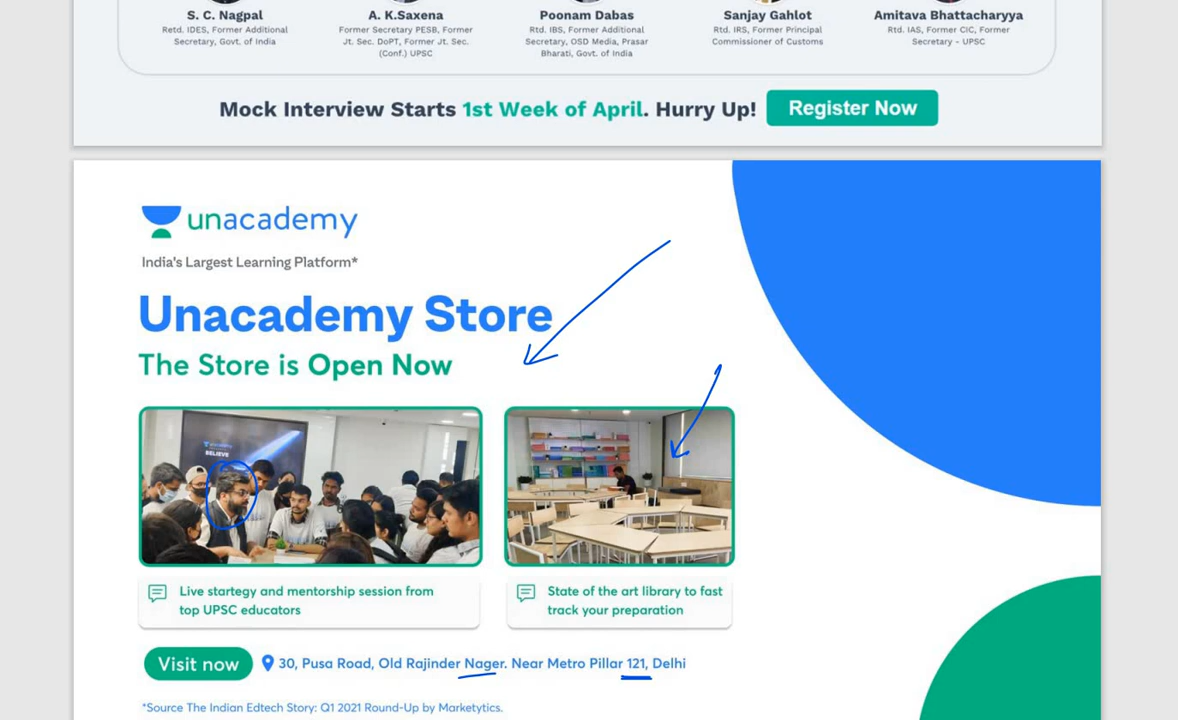 S. C. Nagpal
Retd. IDES, Former Additional
Secretary, Govt. of India
A. K.Saxena
Former Secretary PESB, Former
Jt. Sec. DoPT, Former Jt. Sec.
(Conf.) UPSC
Poonam Dabas
Rtd. IBS, Former Additional
Secretary, OSD Media, Prasar
Bharati, Govt. of India
Sanjay Gahlot
Rtd. IRS, Former Principal
Commissioner of Customs
Amitava Bhattacharyya
Rtd. IAS, Former CIC, Former
Secretary - UPSC
Mock Interview Starts 1st Week of April. Hurry Up! Register Now
unacademy
India's Largest Learning Platform*
Unacademy Store
The Store is Open Now
unacademy
BELIEVE
Live startegy and mentorship session from
top UPSC educators
State of the art library to fast
track your preparation
Visit now 30, Pusa Road, Old Rajinder Nager. Near Metro Pillar 121, Delhi
*Source The Indian Edtech Story: Q1 2021 Round-Up by Marketytics.